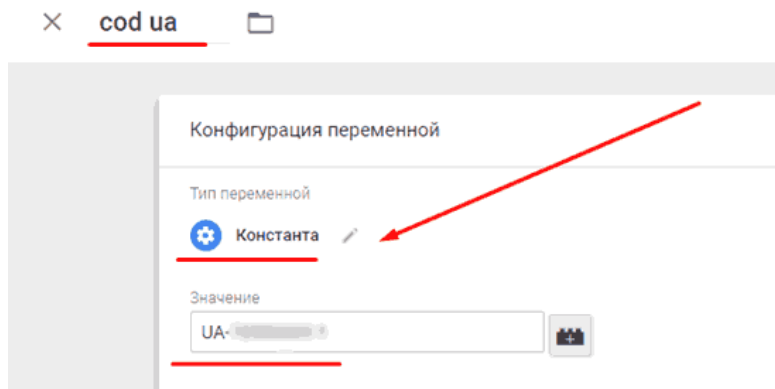 cod ua
Конфигурация переменной
Тип переменной
Константа
Значение
UA-